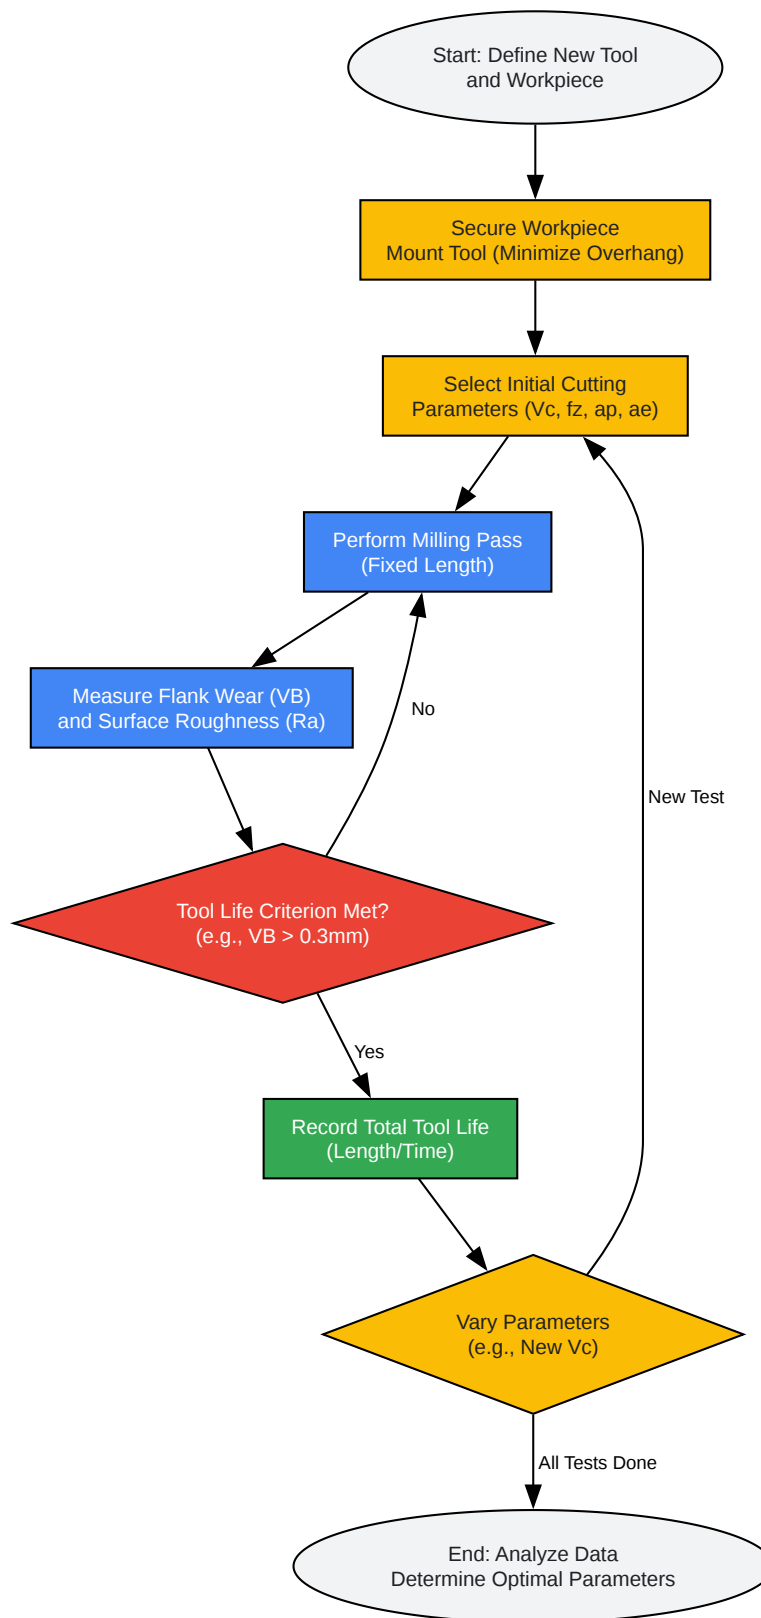 Start: Define New Tool
and Workpiece
Secure Workpiece
Mount Tool (Minimize Overhang)
Select Initial Cutting
Parameters (Vc, fz, ap, ae)
Perform Milling Pass
(Fixed Length)
Measure Flank Wear (VB)
and Surface Roughness (Ra)
No
New Test
Tool Life Criterion Met?
(e.g., VB > 0.3mm)
Yes
Record Total Tool Life
(Length/Time)
Vary Parameters
(e.g., New Vc)
All Tests Done
End: Analyze Data
Determine Optimal Parameters